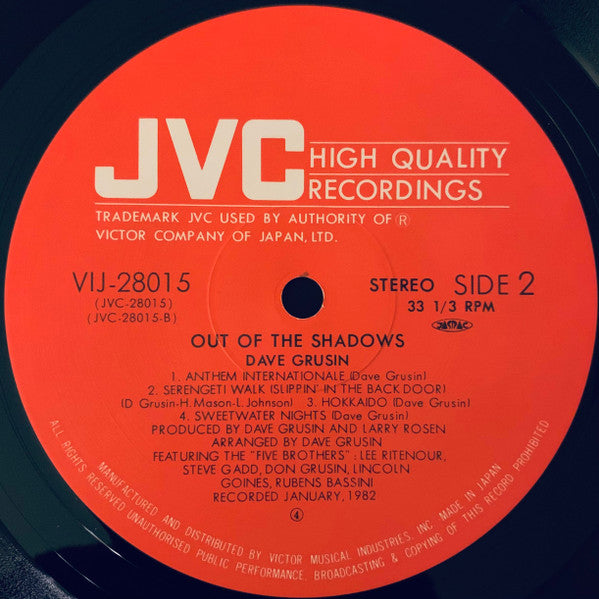 JVC
HIGH QUALITY
RECORDINGS
TRADEMARK JVC USED BY AUTHORITY OF ®
VICTOR COMPANY OF JAPAN, LTD.
VIJ-28015
(JVC-28015)
(JVC-28015-B)
STEREO SIDE 2
33 1/3 RPM
JASRAC
OUT OF THE SHADOWS
DAVE GRUSIN
1. ANTHEM INTERNATIONALE (Dave Grusin)
2. SERENGETI WALK (SLIPPIN' IN THE BACK DOOR)
(D Grusin-H. Mason-L. Johnson) 3. HOKKAIDO (Dave Grusin)
4. SWEETWATER NIGHTS (Dave Grusin)
PRODUCED BY DAVE GRUSIN AND LARRY ROSEN
ARRANGED BY DAVE GRUSIN
FEATURING THE "FIVE BROTHERS" : LEE RITENOUR,
STEVE GADD, DON GRUSIN, LINCOLN
GOINES, RUBENS BASSINI
RECORDED JANUARY, 1982
④
MANUFACTURED AND DISTRIBUTED BY VICTOR MUSICAL INDUSTRIES, INC. MADE IN JAPAN
ALL RIGHTS RESERVED UNAUTHORISED PUBLIC PERFORMANCE, BROADCASTING & COPYING OF THIS RECORD PROHIBITED